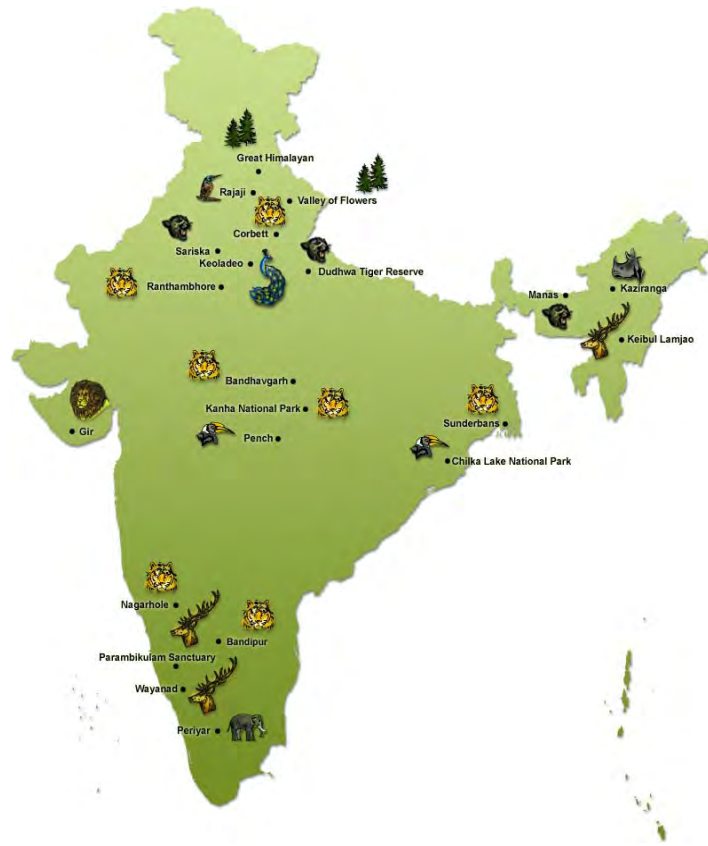 Great Himalayan
Rajaji
Valley of Flowers
Corbett
Sariska
Keoladeo
Dudhwa Tiger Reserve
Ranthambhore
Manas
Kaziranga
Keibul Lamjao
Bandhavgarh
Kanha National Park
Sunderbans
Gir
Pench
Chilka Lake National Park
Nagarhole
Bandipur
Parambikulam Sanctuary
Wayanad
Periyar